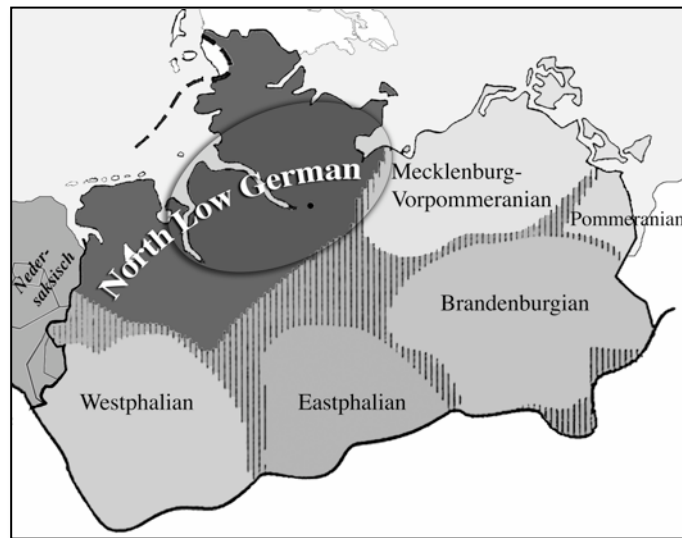 North Low German
Mecklenburg-
Vorpommeranian
Pommeranian
Neder-
saksisch
Brandenburgian
Westphalian
Eastphalian